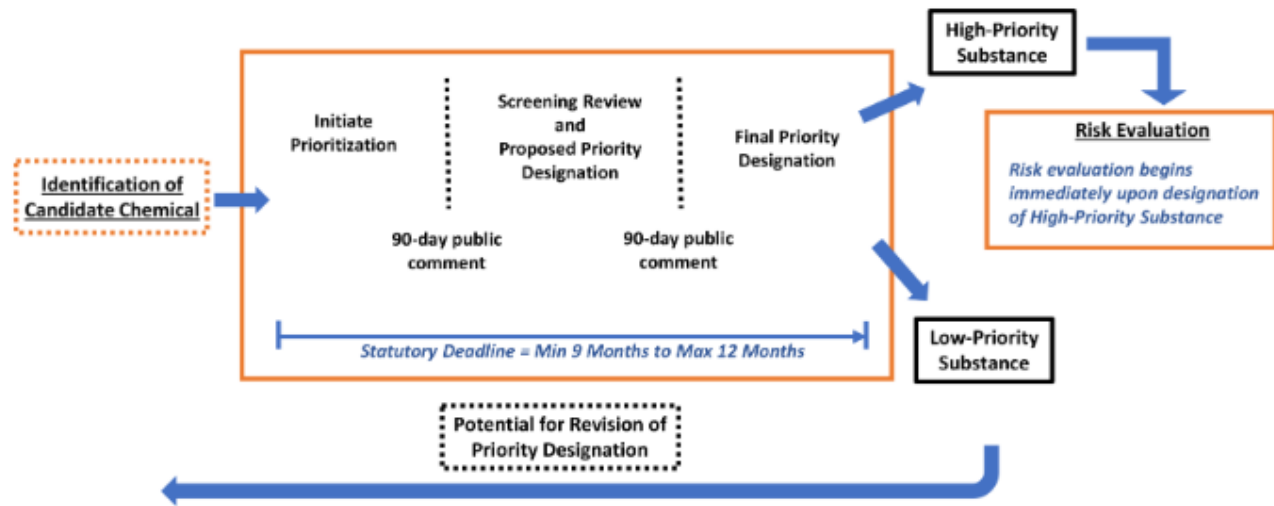 Identification of
Candidate Chemical
Initiate
Prioritization
90-day public
comment
Screening Review
and
Proposed Priority
Designation
90-day public
comment
Final Priority
Designation
Statutory Deadline = Min 9 Months to Max 12 Months
High-Priority
Substance
Risk Evaluation
Risk evaluation begins
immediately upon designation
of High-Priority Substance
Low-Priority
Substance
Potential for Revision of
Priority Designation